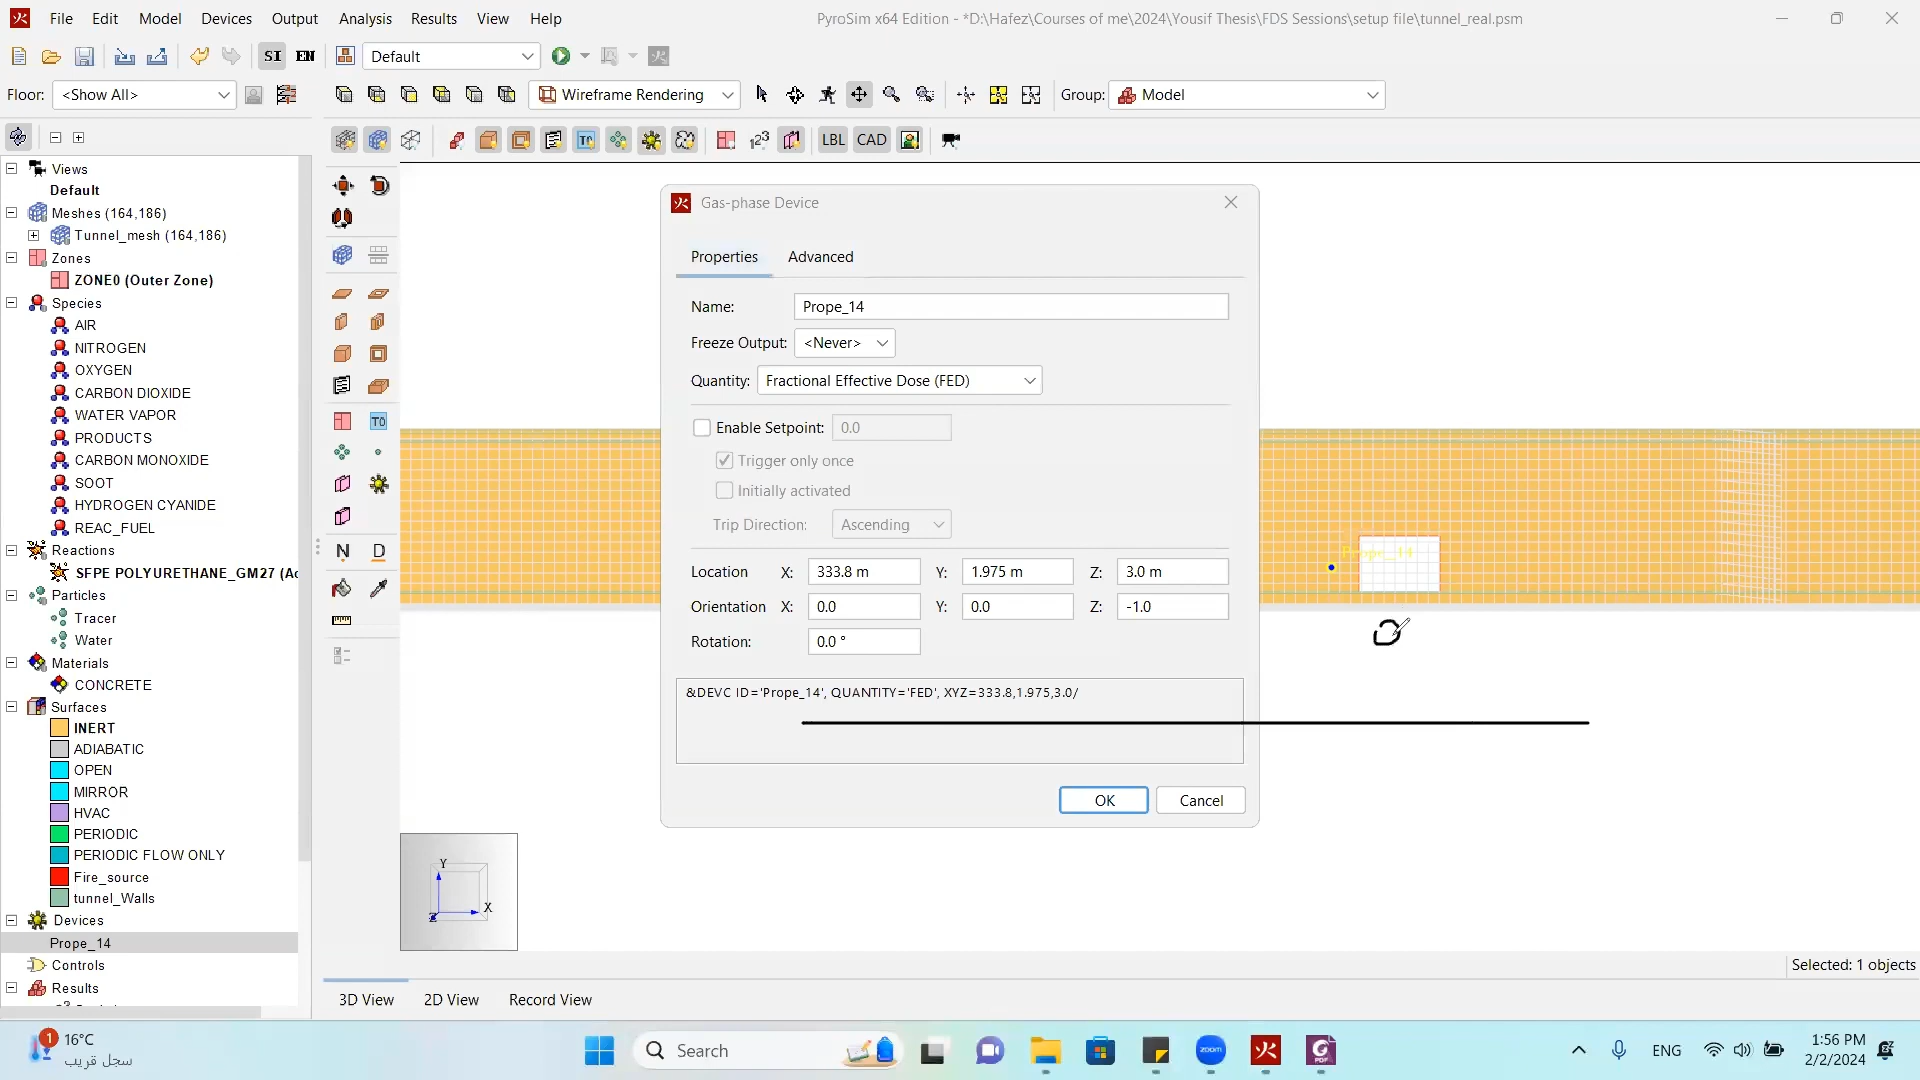 File Edit Model Devices Output Analysis Results View Help
PyroSim x64 Edition - *D:\Hafez\Courses of me\2024\Yousif Thesis\FDS Sessions\setup file\tunnel_real.psm
SI EN Default
Floor: <Show All> Wireframe Rendering Group: Model
LBL CAD
Views
Default
Meshes (164,186)
Tunnel_mesh (164,186)
Zones
ZONE0 (Outer Zone)
Species
AIR
NITROGEN
OXYGEN
CARBON DIOXIDE
WATER VAPOR
PRODUCTS
CARBON MONOXIDE
SOOT
HYDROGEN CYANIDE
REAC_FUEL
Reactions
SFPE POLYURETHANE_GM27 (Ac
Particles
Tracer
Water
Materials
CONCRETE
Surfaces
INERT
ADIABATIC
OPEN
MIRROR
HVAC
PERIODIC
PERIODIC FLOW ONLY
Fire_source
tunnel_Walls
Devices
Prope_14
Controls
Results
N D
Gas-phase Device
Properties Advanced
Name: Prope_14
Freeze Output: <Never>
Quantity: Fractional Effective Dose (FED)
Enable Setpoint: 0.0
Trigger only once
Initially activated
Trip Direction: Ascending
Location X: 333.8 m Y: 1.975 m Z: 3.0 m
Orientation X: 0.0 Y: 0.0 Z: -1.0
Rotation: 0.0 °
&DEVC ID='Prope_14', QUANTITY='FED', XYZ=333.8,1.975,3.0/
OK Cancel
Prope_14
Y
X
Z
Selected: 1 objects
3D View 2D View Record View
1 16°C
سجل قريب
Search
zoom
PDF
ENG
1:56 PM
2/2/2024